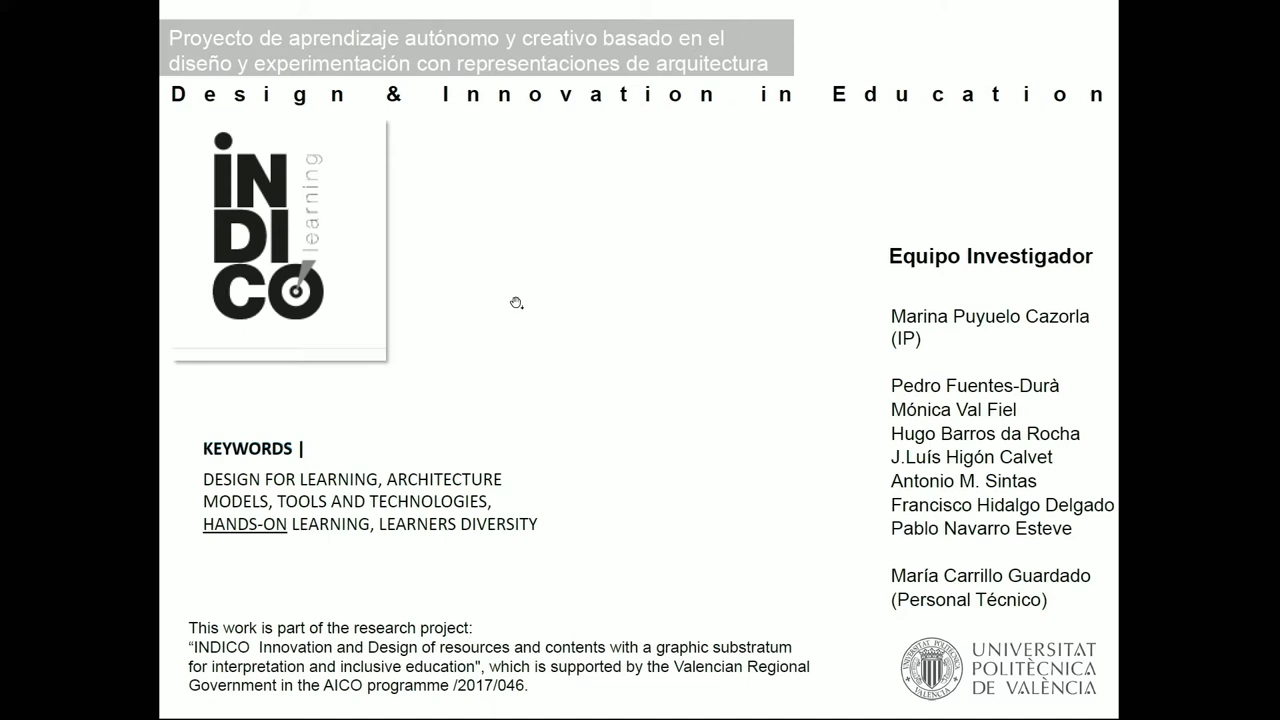 Proyecto de aprendizaje autónomo y creativo basado en el
diseño y experimentación con representaciones de arquitectura
Design & Innovation in Education
iNDICO learning
Equipo Investigador
Marina Puyuelo Cazorla
(IP)
Pedro Fuentes-Durà
Mónica Val Fiel
Hugo Barros da Rocha
J.Luís Higón Calvet
Antonio M. Sintas
Francisco Hidalgo Delgado
Pablo Navarro Esteve
María Carrillo Guardado
(Personal Técnico)
KEYWORDS |
DESIGN FOR LEARNING, ARCHITECTURE
MODELS, TOOLS AND TECHNOLOGIES,
HANDS-ON LEARNING, LEARNERS DIVERSITY
This work is part of the research project:
“INDICO Innovation and Design of resources and contents with a graphic substratum
for interpretation and inclusive education", which is supported by the Valencian Regional
Government in the AICO programme /2017/046.
UNIVERSITAT
POLITÈCNICA
DE VALÈNCIA